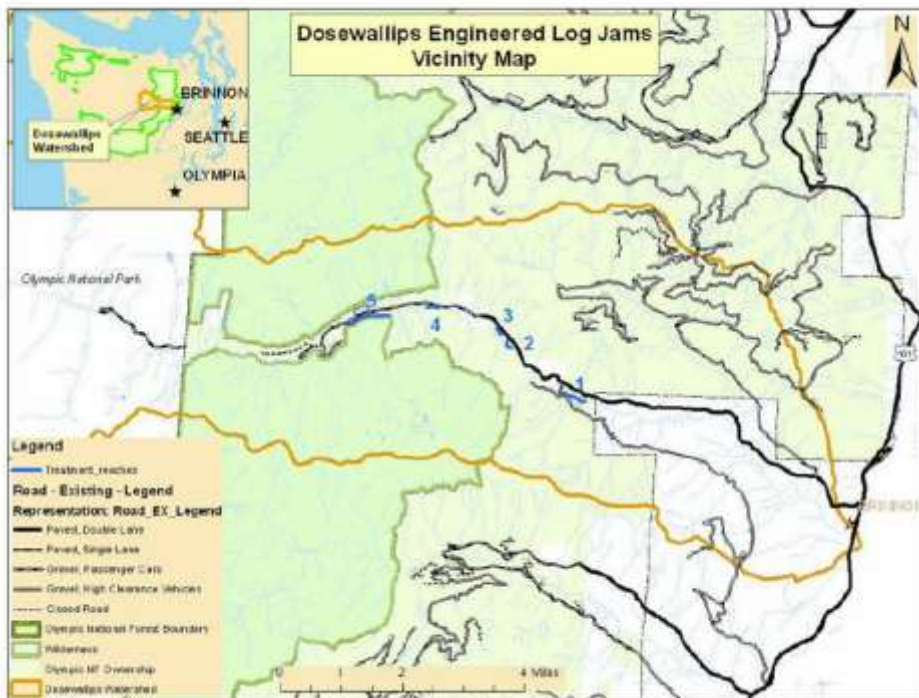 Dosewallips Engineered Log Jams
Vicinity Map
N
BRINNON
Dosewallips
Watershed
SEATTLE
OLYMPIA
Olympic National Park
5
4
3
2
1
101
BRINNON
Legend
Treatment_reaches
Road - Existing - Legend
Representation: Road_EX_Legend
Paved, Double Lane
Paved, Single Lane
Gravel, Passenger Cars
Gravel, High Clearance Vehicles
Closed Road
Olympic National Forest Boundary
Wilderness
Olympic NF Ownership
Dosewallips Watershed
0 1 2 4 Miles